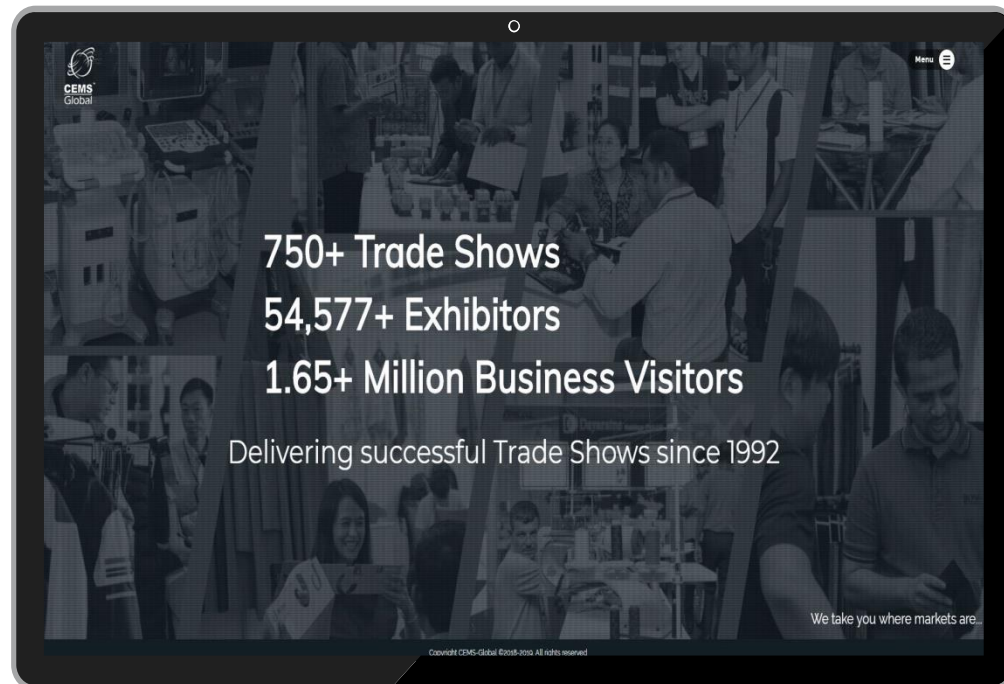 CEMS
Global
Menu
750+ Trade Shows
54,577+ Exhibitors
1.65+ Million Business Visitors
Delivering successful Trade Shows since 1992
We take you where markets are...
Copyright CEMS-Global ©2018-2019. All rights reserved